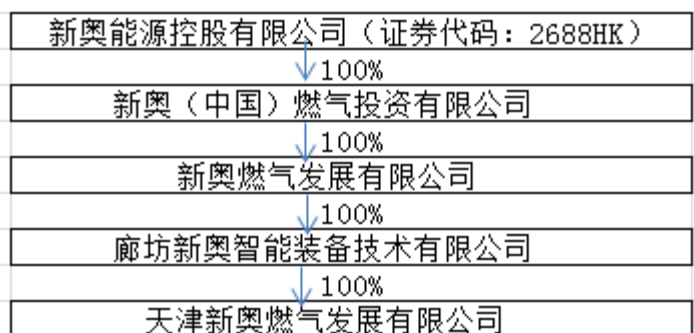 新奥能源控股有限公司（证券代码：2688HK）
100%
新奥（中国）燃气投资有限公司
100%
新奥燃气发展有限公司
100%
廊坊新奥智能装备技术有限公司
100%
天津新奥燃气发展有限公司